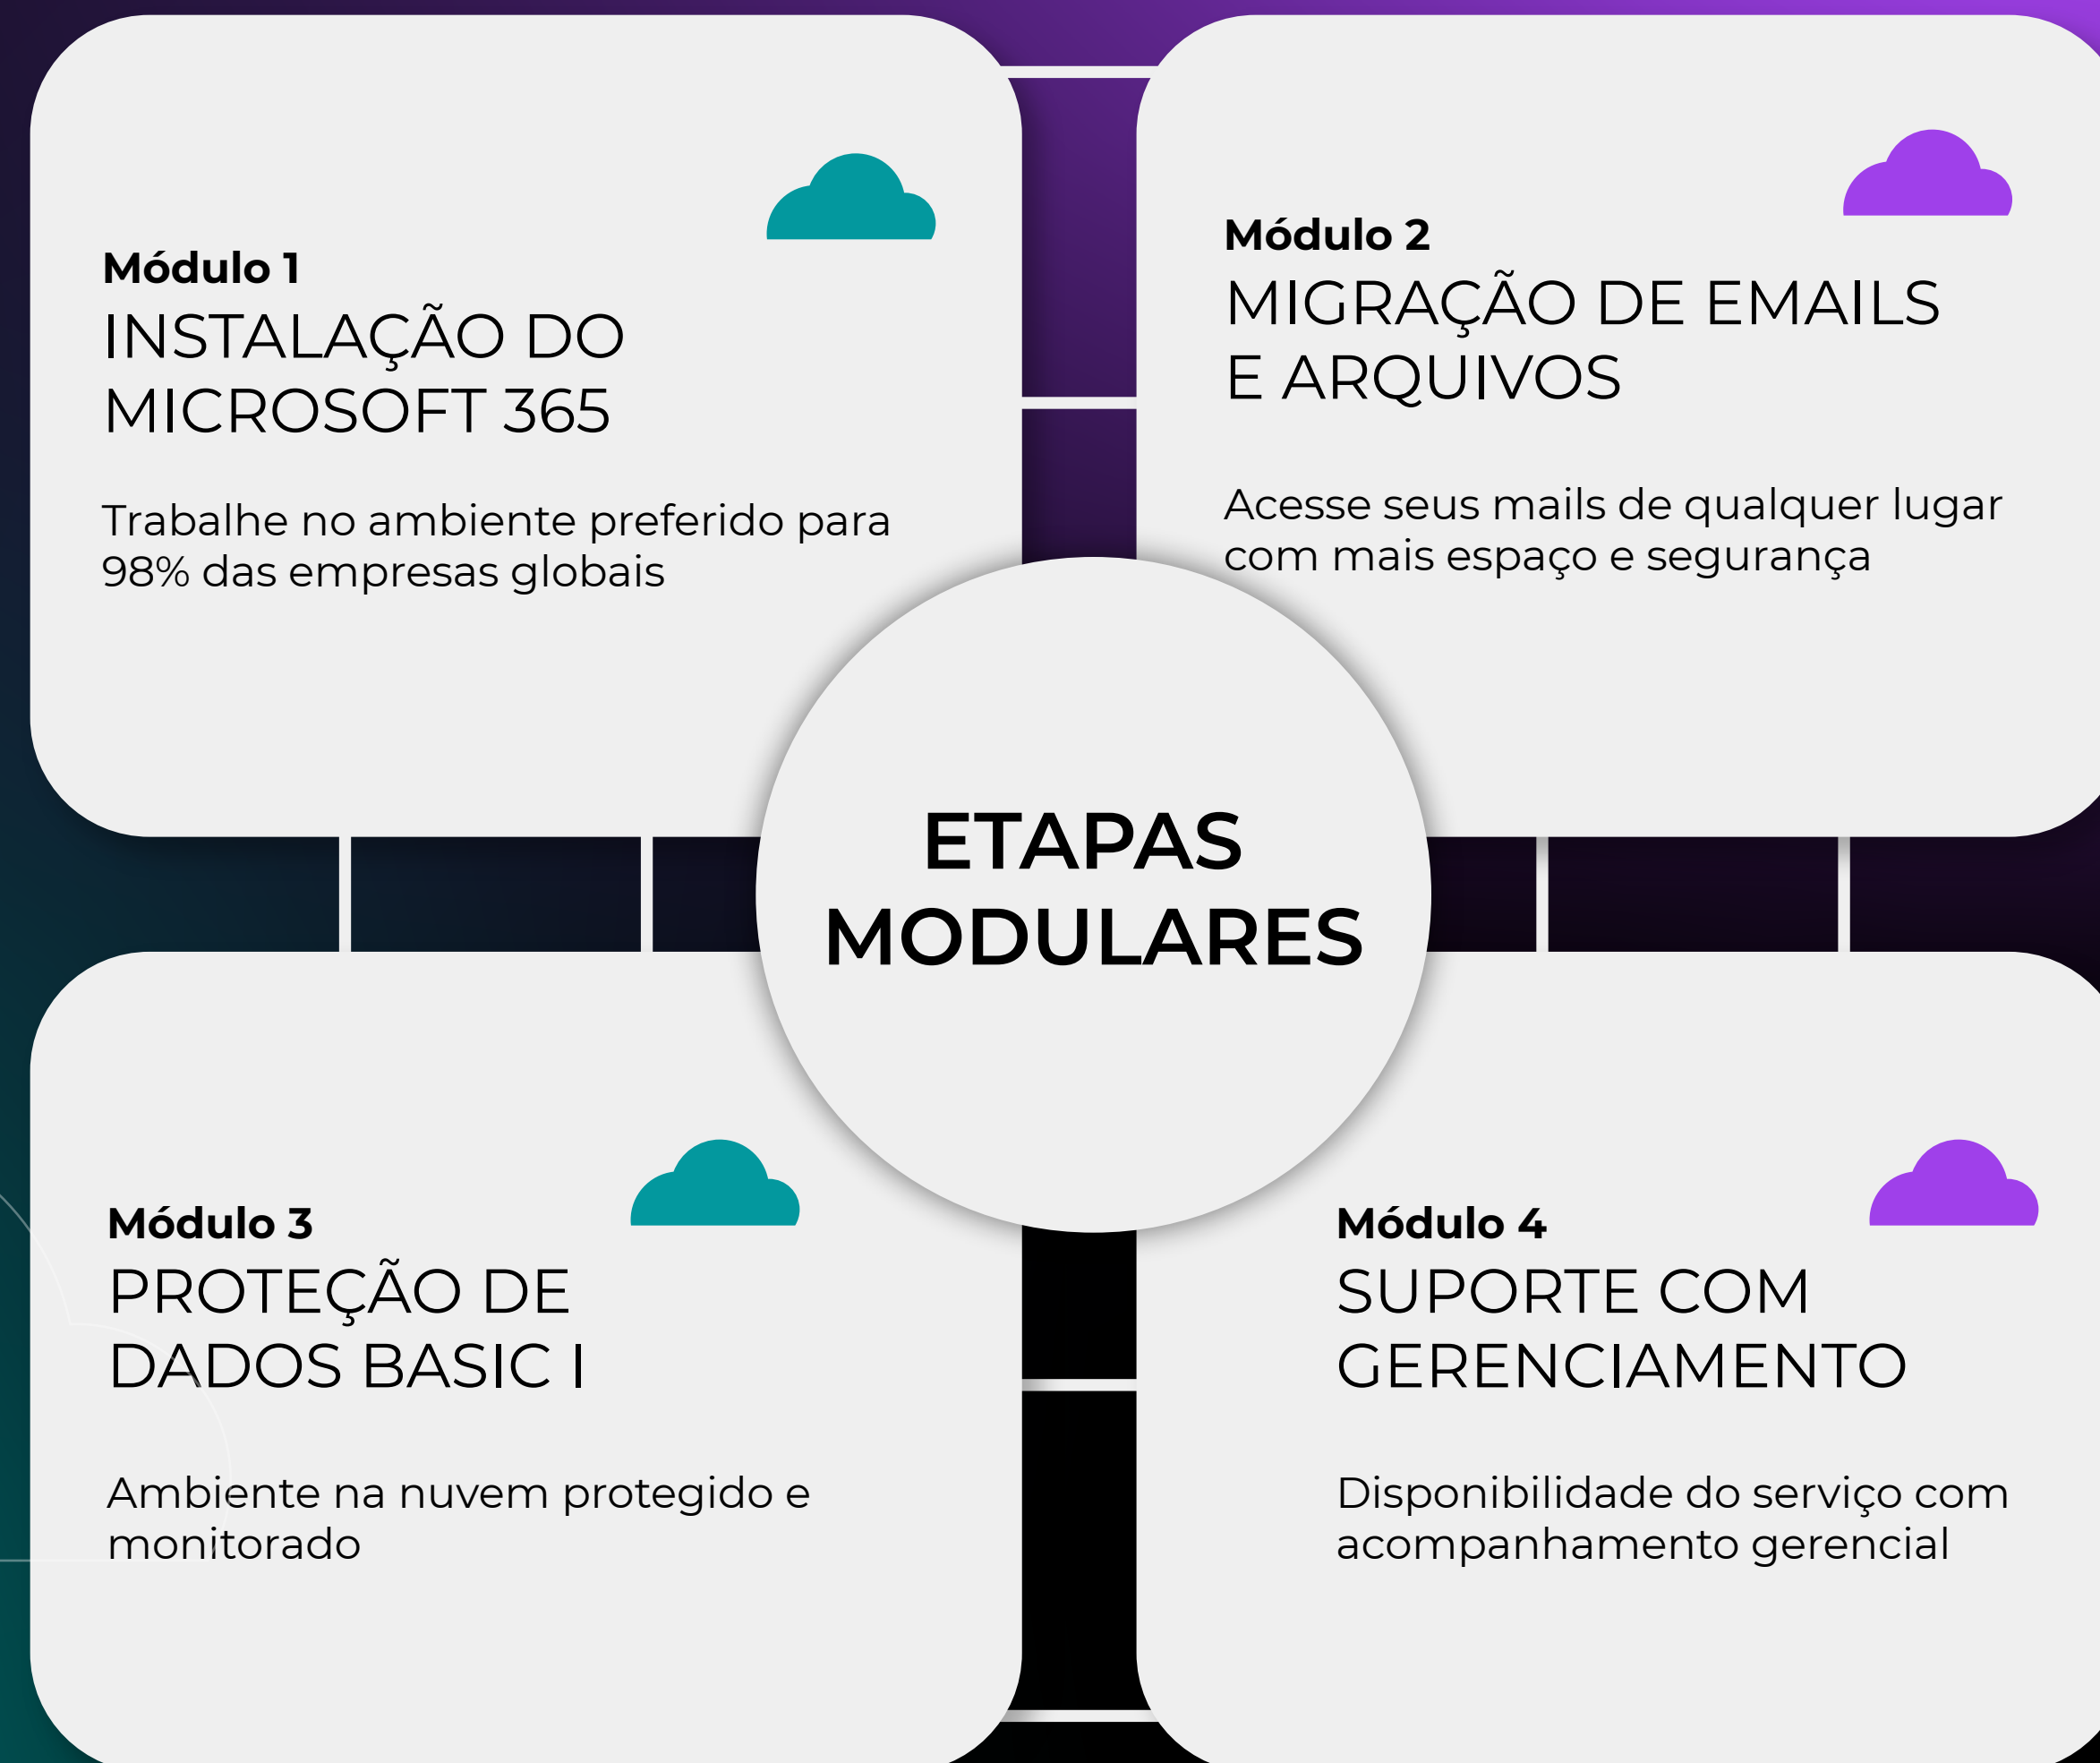 Módulo 1
INSTALAÇÃO DO
MICROSOFT 365
Trabalhe no ambiente preferido para
98% das empresas globais
Módulo 2
MIGRAÇÃO DE EMAILS
E ARQUIVOS
Acesse seus mails de qualquer lugar
com mais espaço e segurança
ETAPAS
MODULARES
Módulo 3
PROTEÇÃO DE
DADOS BASIC I
Ambiente na nuvem protegido e
monitorado
Módulo 4
SUPORTE COM
GERENCIAMENTO
Disponibilidade do serviço com
acompanhamento gerencial